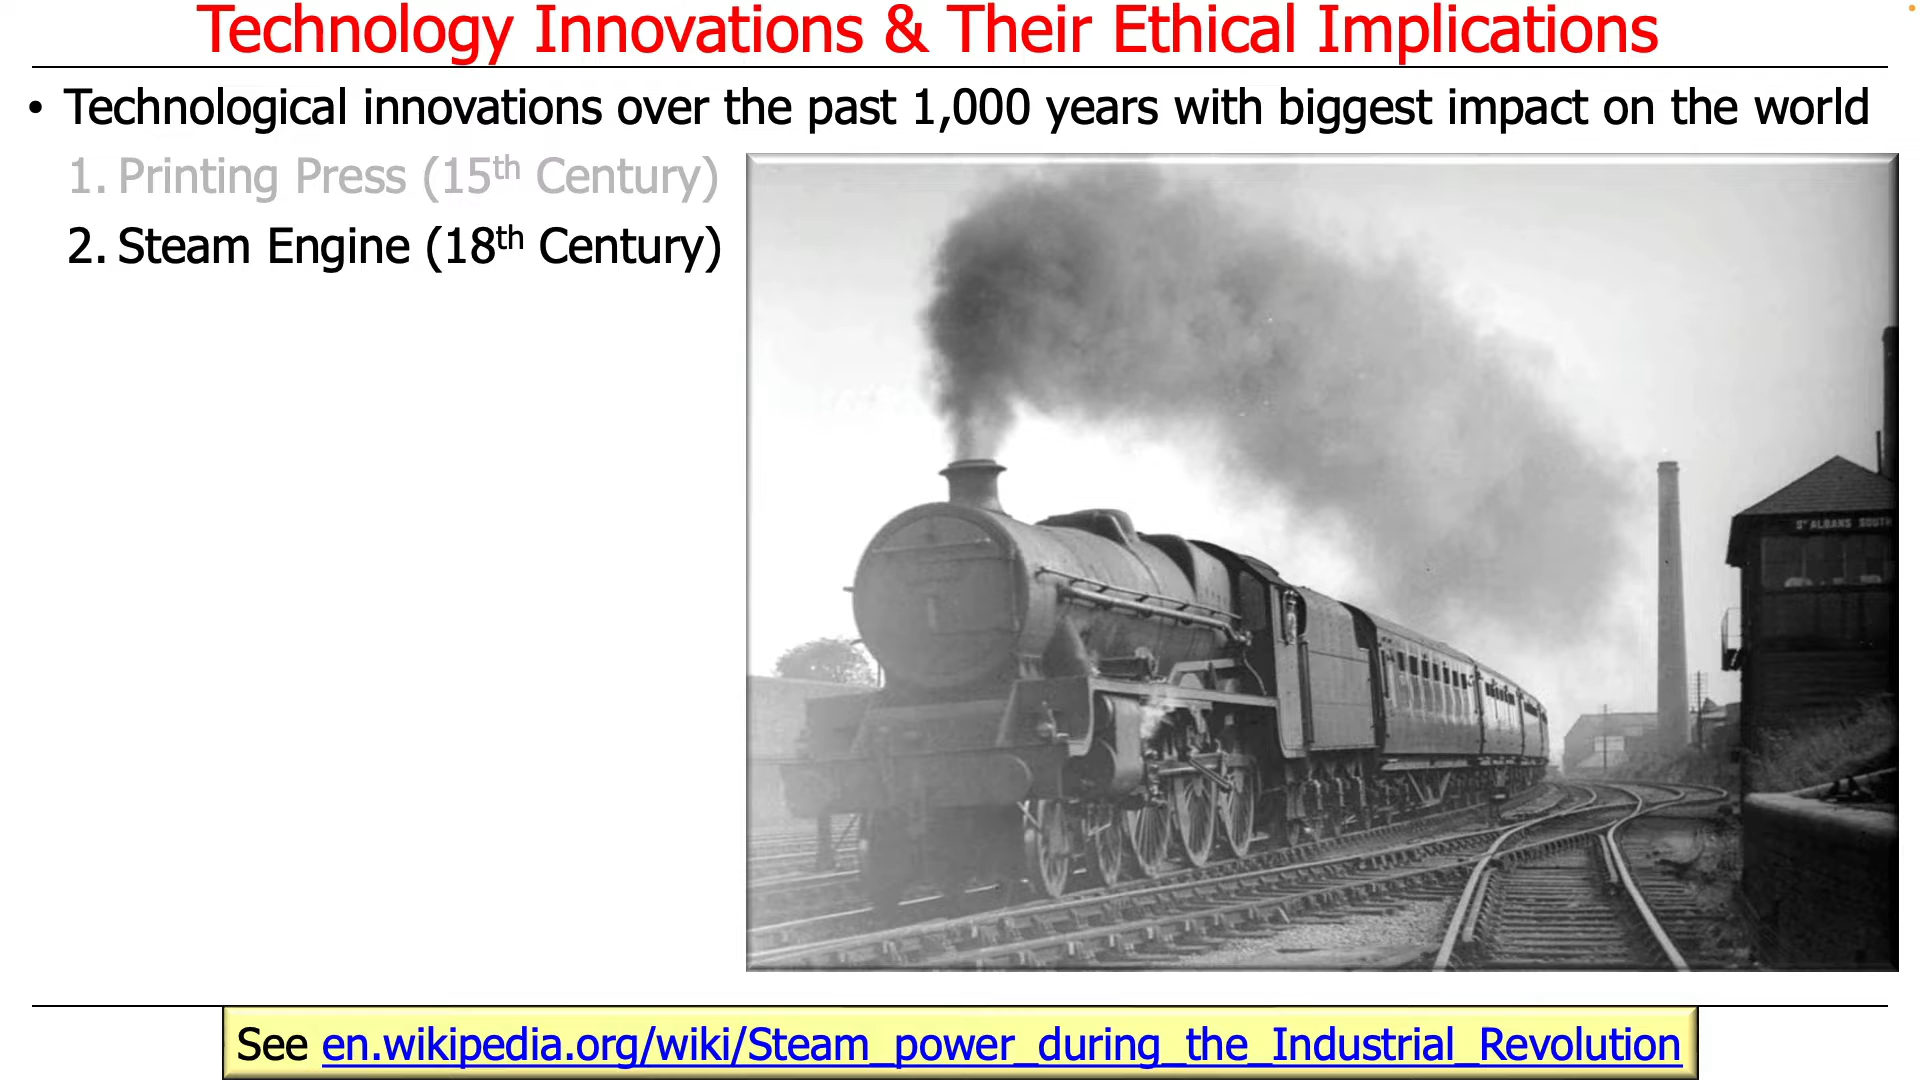 Technology Innovations & Their Ethical Implications
• Technological innovations over the past 1,000 years with biggest impact on the world
1. Printing Press (15th Century)
2. Steam Engine (18th Century)
St ALBANS SOUTH
See en.wikipedia.org/wiki/Steam_power_during_the_Industrial_Revolution